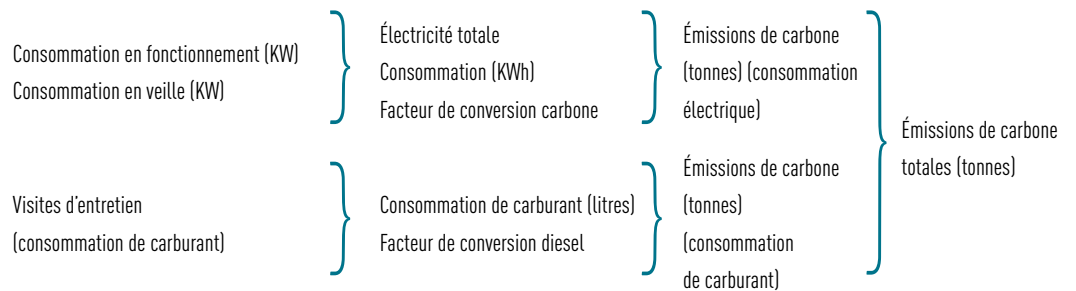 Consommation en fonctionnement (KW)
Consommation en veille (KW)
Électricité totale
Consommation (KWh)
Facteur de conversion carbone
Émissions de carbone
(tonnes) (consommation
électrique)
Visites d'entretien
(consommation de carburant)
Consommation de carburant (litres)
Facteur de conversion diesel
Émissions de carbone
(tonnes)
(consommation
de carburant)
Émissions de carbone
totales (tonnes)